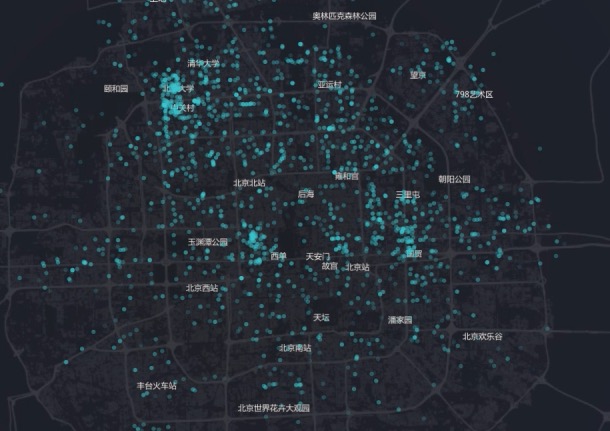 奥林匹克森林公园
清华大学
望京
颐和园
亚运村
798艺术区
中关村
雍和宫
朝阳公园
北京北站
后海
三里屯
玉渊潭公园
西单
天安门
国贸
故宫
北京站
北京西站
天坛
潘家园
北京南站
北京欢乐谷
丰台火车站
北京世界花卉大观园